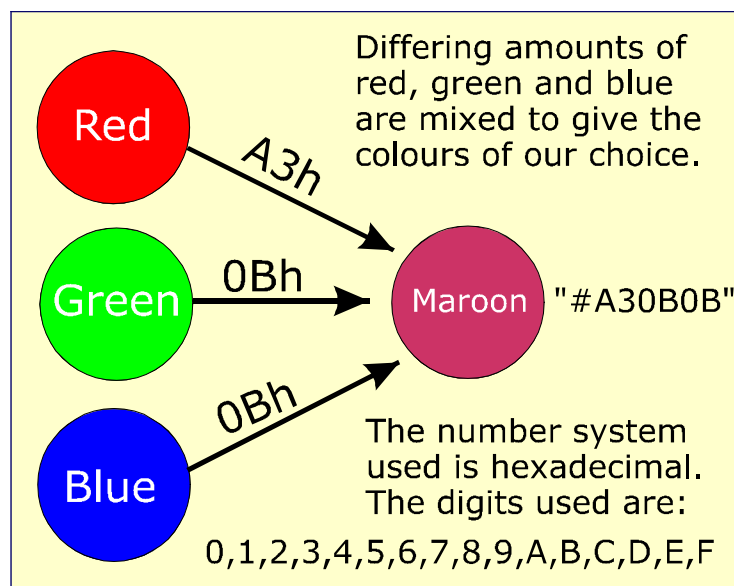 Differing amounts of
red, green and blue
are mixed to give the
colours of our choice.
Red
A3h
Green
0Bh
Maroon
"#A30B0B"
0Bh
Blue
The number system
used is hexadecimal.
The digits used are:
0,1,2,3,4,5,6,7,8,9,A,B,C,D,E,F